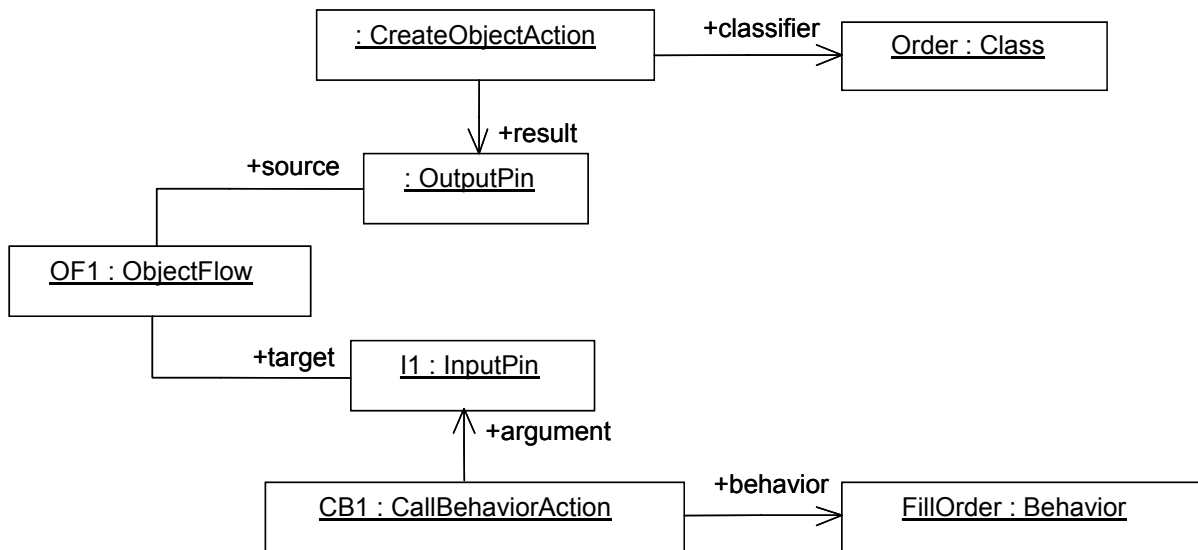 : CreateObjectAction
+classifier
Order : Class
+result
+source
: OutputPin
OF1 : ObjectFlow
+target
I1 : InputPin
+argument
CB1 : CallBehaviorAction
+behavior
FillOrder : Behavior